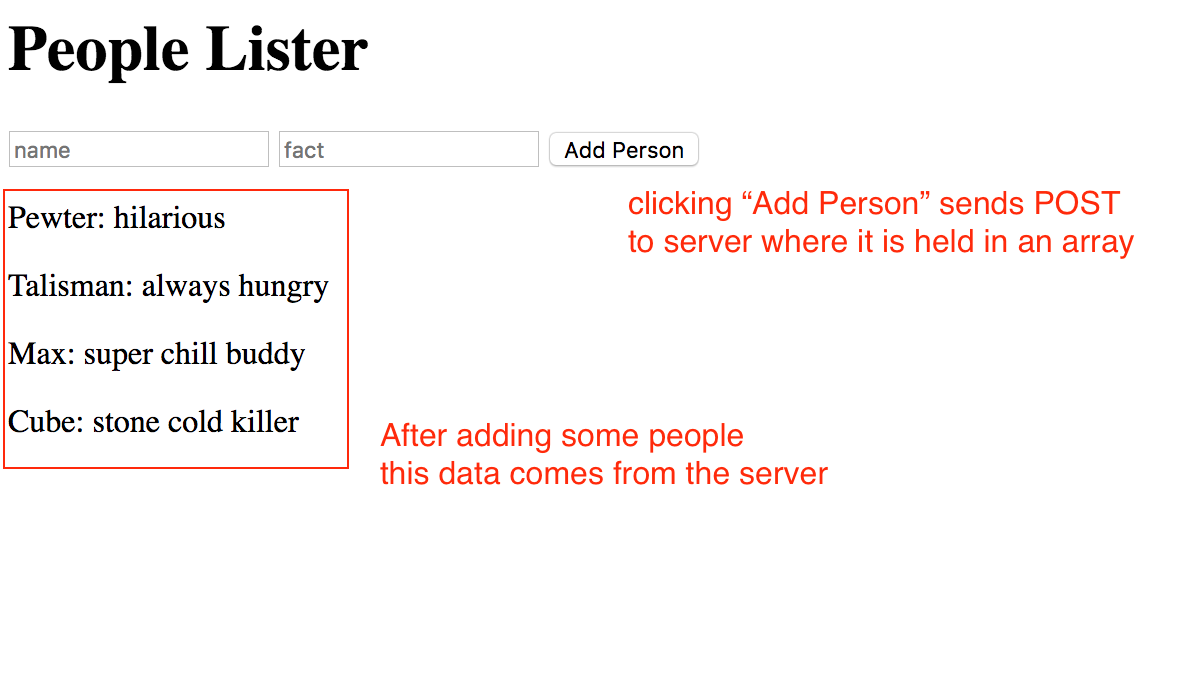 People Lister
name fact Add Person
clicking “Add Person” sends POST
to server where it is held in an array
Pewter: hilarious
Talisman: always hungry
Max: super chill buddy
Cube: stone cold killer
After adding some people
this data comes from the server